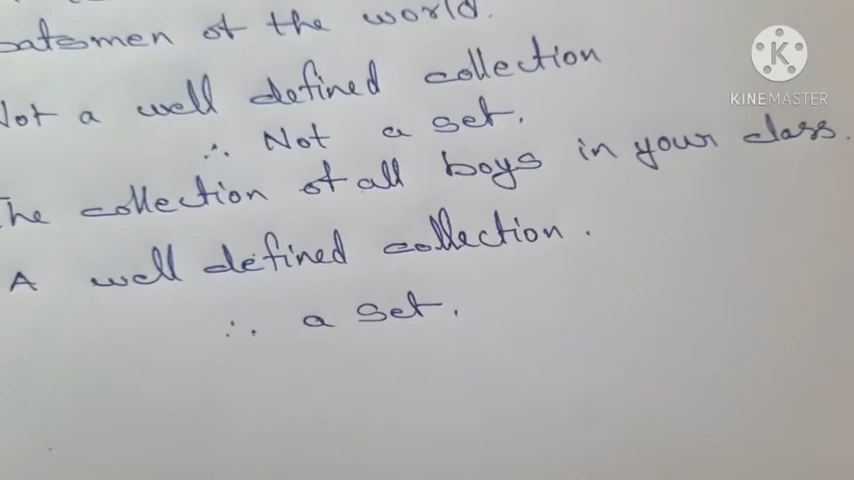 batsmen of the world.
Not a well defined collection
∴ Not a set.
The collection of all boys in your class.
A well defined collection.
∴ a set.
KINEMASTER